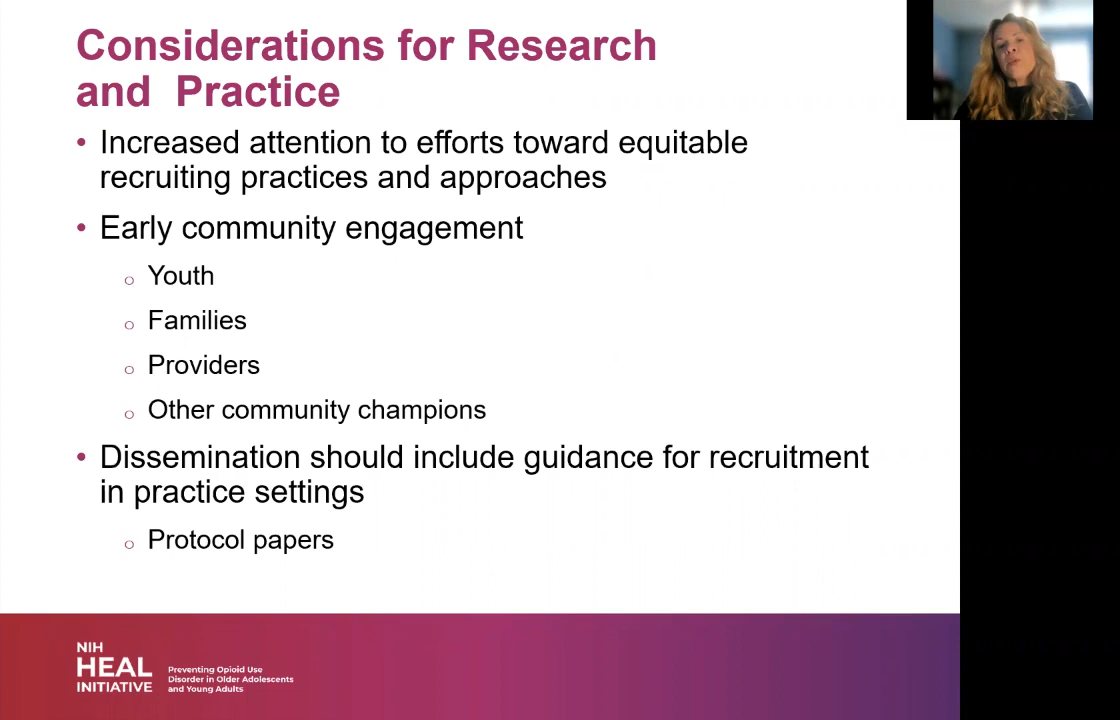 Considerations for Research
and Practice
• Increased attention to efforts toward equitable
recruiting practices and approaches
• Early community engagement
o Youth
o Families
o Providers
o Other community champions
• Dissemination should include guidance for recruitment
in practice settings
o Protocol papers
NIH
HEAL
INITIATIVE
Preventing Opioid Use
Disorder in Older Adolescents
and Young Adults